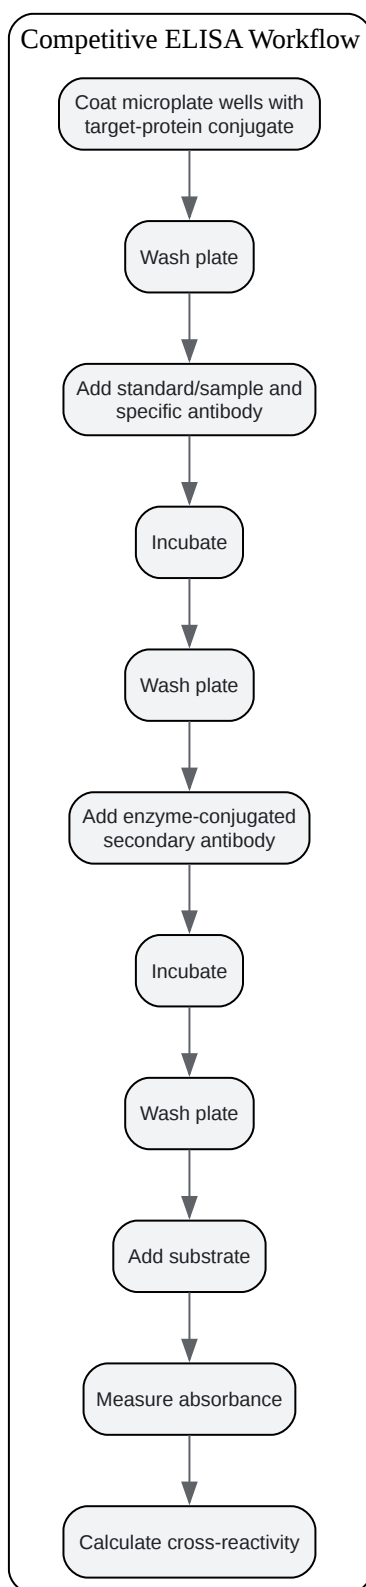 Competitive ELISA Workflow
Coat microplate wells with
target-protein conjugate
Wash plate
Add standard/sample and
specific antibody
Incubate
Wash plate
Add enzyme-conjugated
secondary antibody
Incubate
Wash plate
Add substrate
Measure absorbance
Calculate cross-reactivity